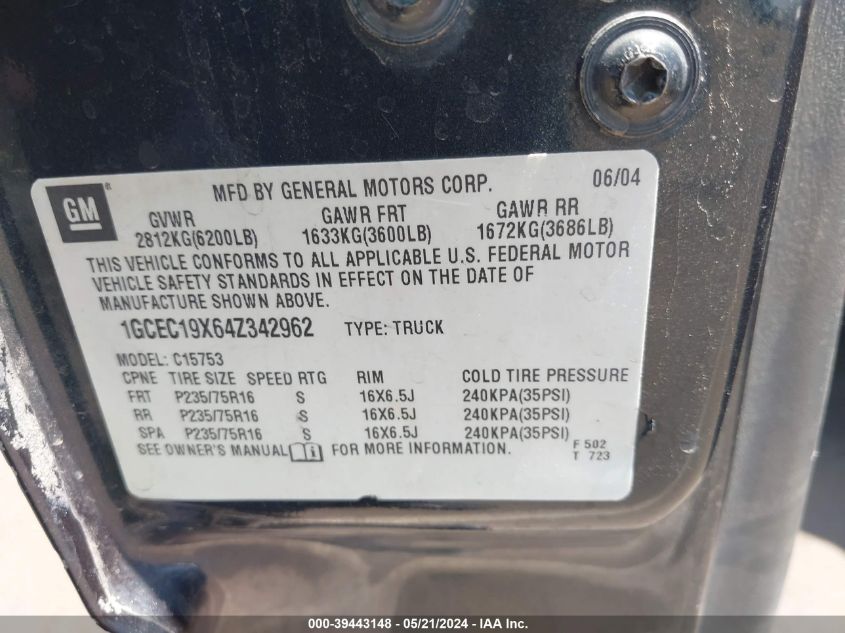 GM
MFD BY GENERAL MOTORS CORP. 06/04
GVWR GAWR FRT GAWR RR
2812KG(6200LB) 1633KG(3600LB) 1672KG(3686LB)
THIS VEHICLE CONFORMS TO ALL APPLICABLE U.S. FEDERAL MOTOR
VEHICLE SAFETY STANDARDS IN EFFECT ON THE DATE OF
MANUFACTURE SHOWN ABOVE.
1GCEC19X64Z342962 TYPE: TRUCK
MODEL: C15753
CPNE TIRE SIZE SPEED RTG RIM COLD TIRE PRESSURE
FRT P235/75R16 S 16X6.5J 240KPA(35PSI)
RR P235/75R16 S 16X6.5J 240KPA(35PSI)
SPA P235/75R16 S 16X6.5J 240KPA(35PSI)
SEE OWNER'S MANUAL FOR MORE INFORMATION.
F 502
T 723
000-39443148 - 05/21/2024 - IAA Inc.